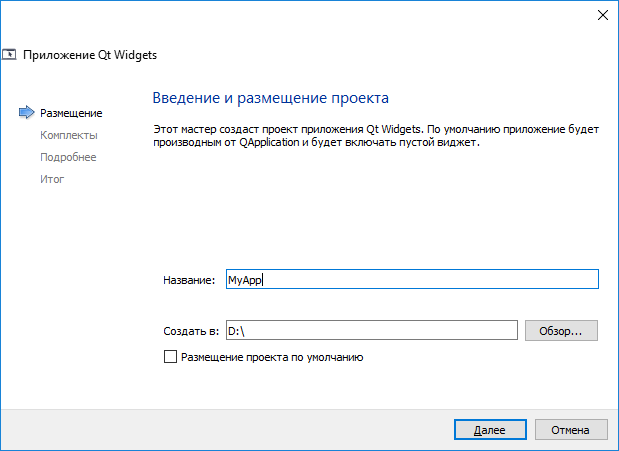 Приложение Qt Widgets
Размещение
Комплекты
Подробнее
Итог
Введение и размещение проекта
Этот мастер создаст проект приложения Qt Widgets. По умолчанию приложение будет
производным от QApplication и будет включать пустой виджет.
Название: MyApp
Создать в: D:\ Обзор...
Размещение проекта по умолчанию
Далее Отмена